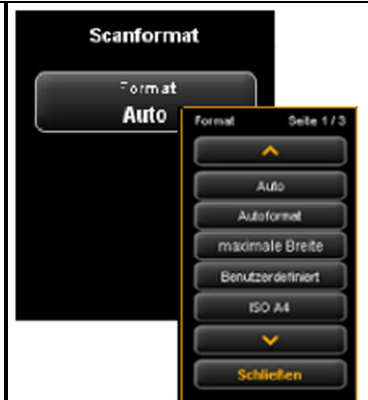 Scanformat
Format
Auto
Format Seite 1 / 3
Auto
Autoformat
maximale Breite
Benutzerdefiniert
ISO A4
Schließen